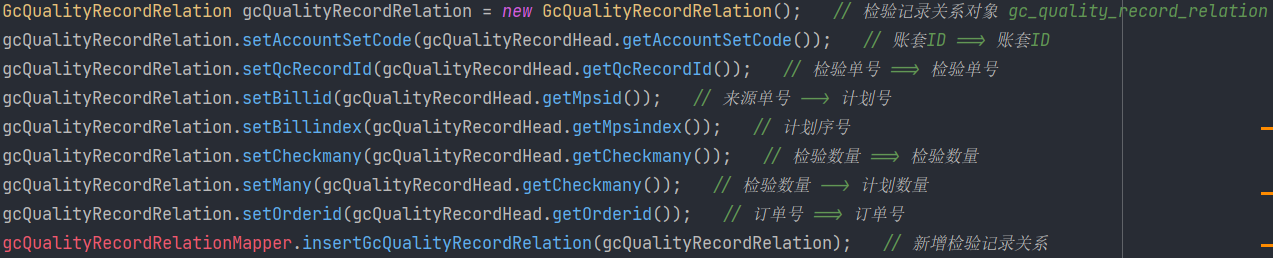 GcQualityRecordRelation gcQualityRecordRelation = new GcQualityRecordRelation();   // 检验记录关系对象 gc_quality_record_relation
gcQualityRecordRelation.setAccountSetCode(gcQualityRecordHead.getAccountSetCode());   // 账套ID ==> 账套ID
gcQualityRecordRelation.setQcRecordId(gcQualityRecordHead.getQcRecordId());   // 检验单号 ==> 检验单号
gcQualityRecordRelation.setBillid(gcQualityRecordHead.getMpsid());   // 来源单号 --> 计划号
gcQualityRecordRelation.setBillindex(gcQualityRecordHead.getMpsindex());   // 计划序号
gcQualityRecordRelation.setCheckmany(gcQualityRecordHead.getCheckmany());   // 检验数量 ==> 检验数量
gcQualityRecordRelation.setMany(gcQualityRecordHead.getCheckmany());   // 检验数量 --> 计划数量
gcQualityRecordRelation.setOrderid(gcQualityRecordHead.getOrderid());   // 订单号 ==> 订单号
gcQualityRecordRelationMapper.insertGcQualityRecordRelation(gcQualityRecordRelation);   // 新增检验记录关系